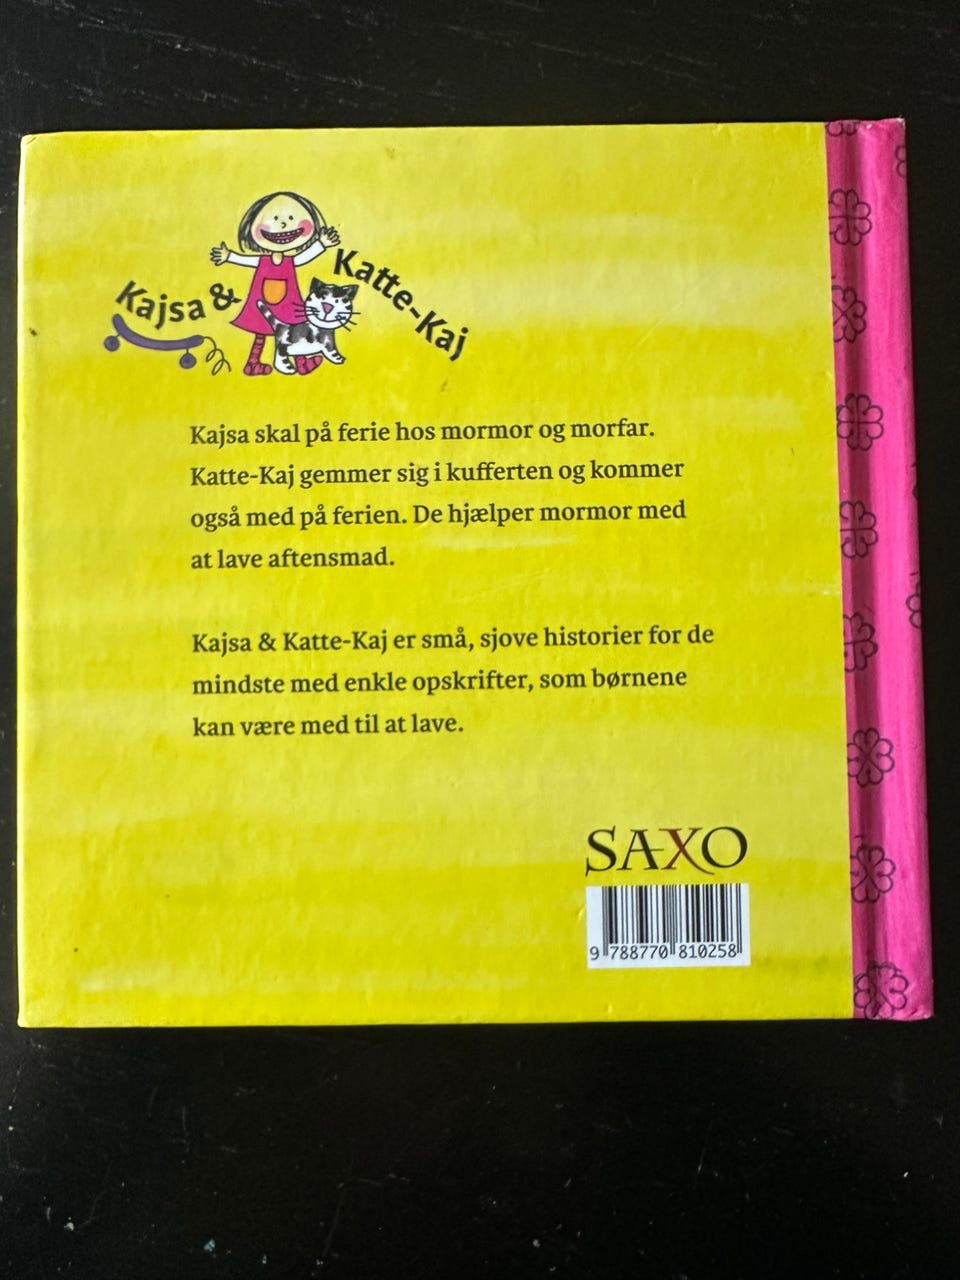 Kajsa & Katte-Kaj
Kajsa skal på ferie hos mormor og morfar.
Katte-Kaj gemmer sig i kufferten og kommer
også med på ferien. De hjælper mormor med
at lave aftensmad.
Kajsa & Katte-Kaj er små, sjove historier for de
mindste med enkle opskrifter, som børnene
kan være med til at lave.
SAXO
9 788770 810258